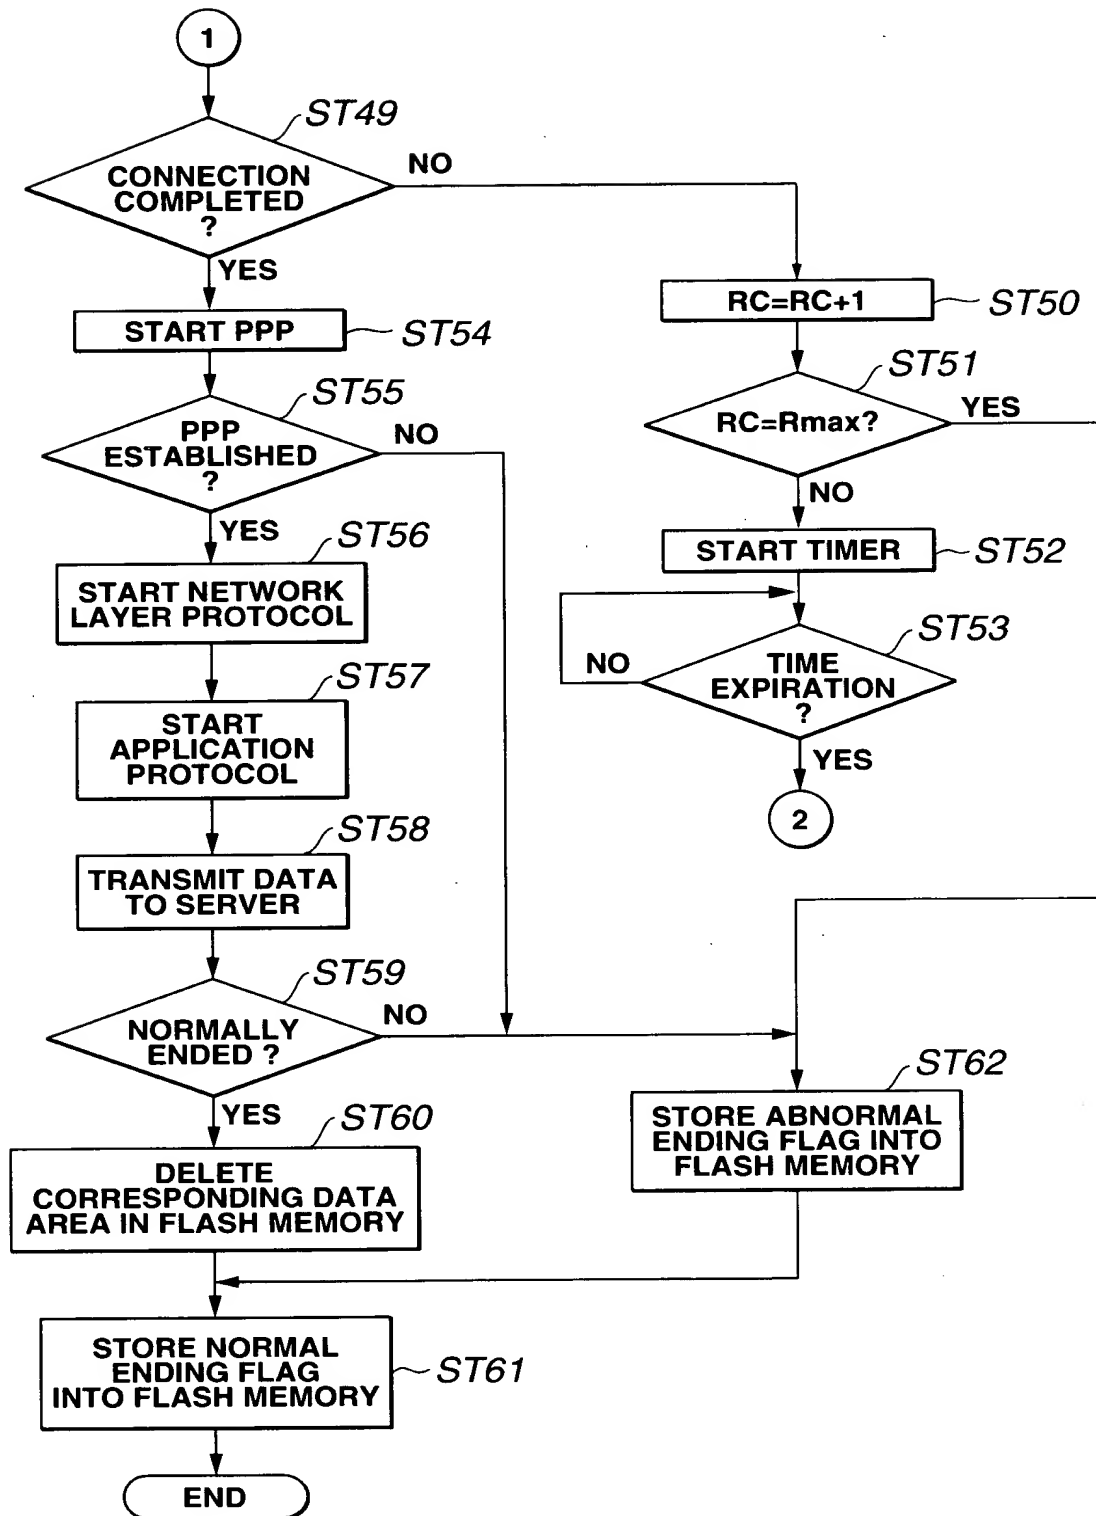 1
ST49
CONNECTION
COMPLETED
?
NO
YES
START PPP
ST54
PPP
ESTABLISHED
?
ST55
NO
YES
START NETWORK
LAYER PROTOCOL
ST56
START
APPLICATION
PROTOCOL
ST57
TRANSMIT DATA
TO SERVER
ST58
NORMALLY
ENDED ?
ST59
NO
YES
DELETE
CORRESPONDING DATA
AREA IN FLASH MEMORY
ST60
STORE NORMAL
ENDING FLAG
INTO FLASH MEMORY
ST61
END
RC=RC+1
ST50
RC=Rmax?
ST51
YES
NO
START TIMER
ST52
TIME
EXPIRATION
?
ST53
NO
YES
2
STORE ABNORMAL
ENDING FLAG INTO
FLASH MEMORY
ST62